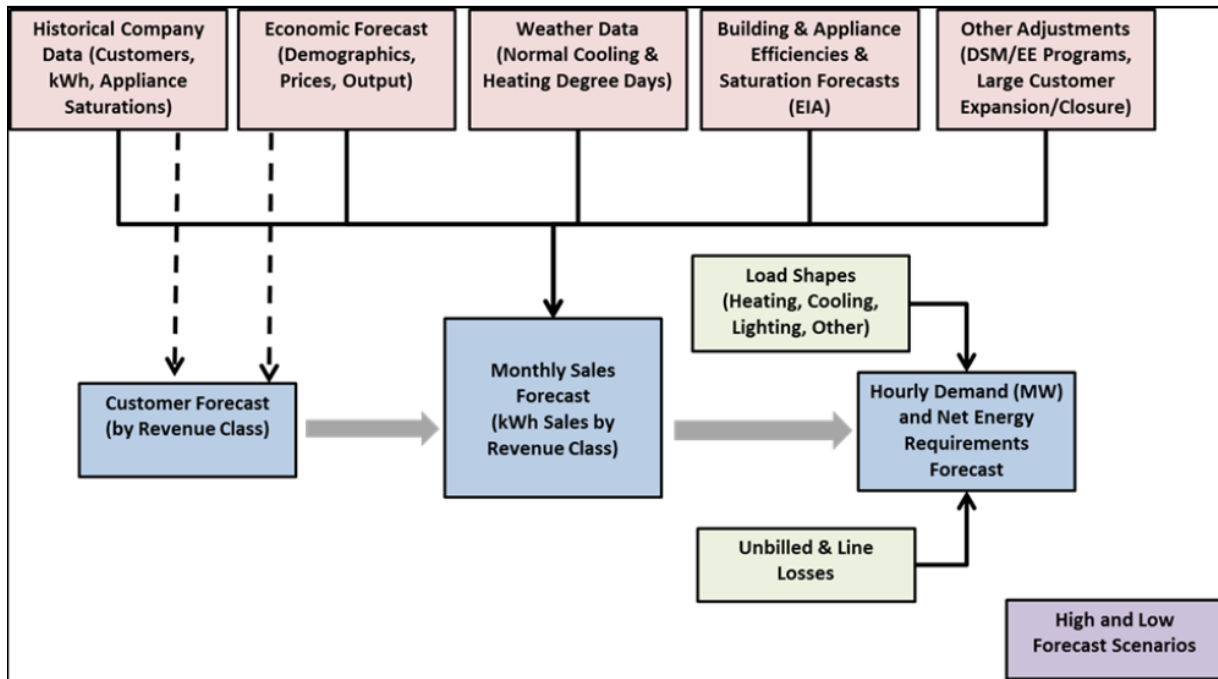 Historical Company
Data (Customers,
kWh, Appliance
Saturations)
Economic Forecast
(Demographics,
Prices, Output)
Weather Data
(Normal Cooling &
Heating Degree Days)
Building & Appliance
Efficiencies &
Saturation Forecasts
(EIA)
Other Adjustments
(DSM/EE Programs,
Large Customer
Expansion/Closure)
Load Shapes
(Heating, Cooling,
Lighting, Other)
Customer Forecast
(by Revenue Class)
Monthly Sales
Forecast
(kWh Sales by
Revenue Class)
Hourly Demand (MW)
and Net Energy
Requirements
Forecast
Unbilled & Line
Losses
High and Low
Forecast Scenarios